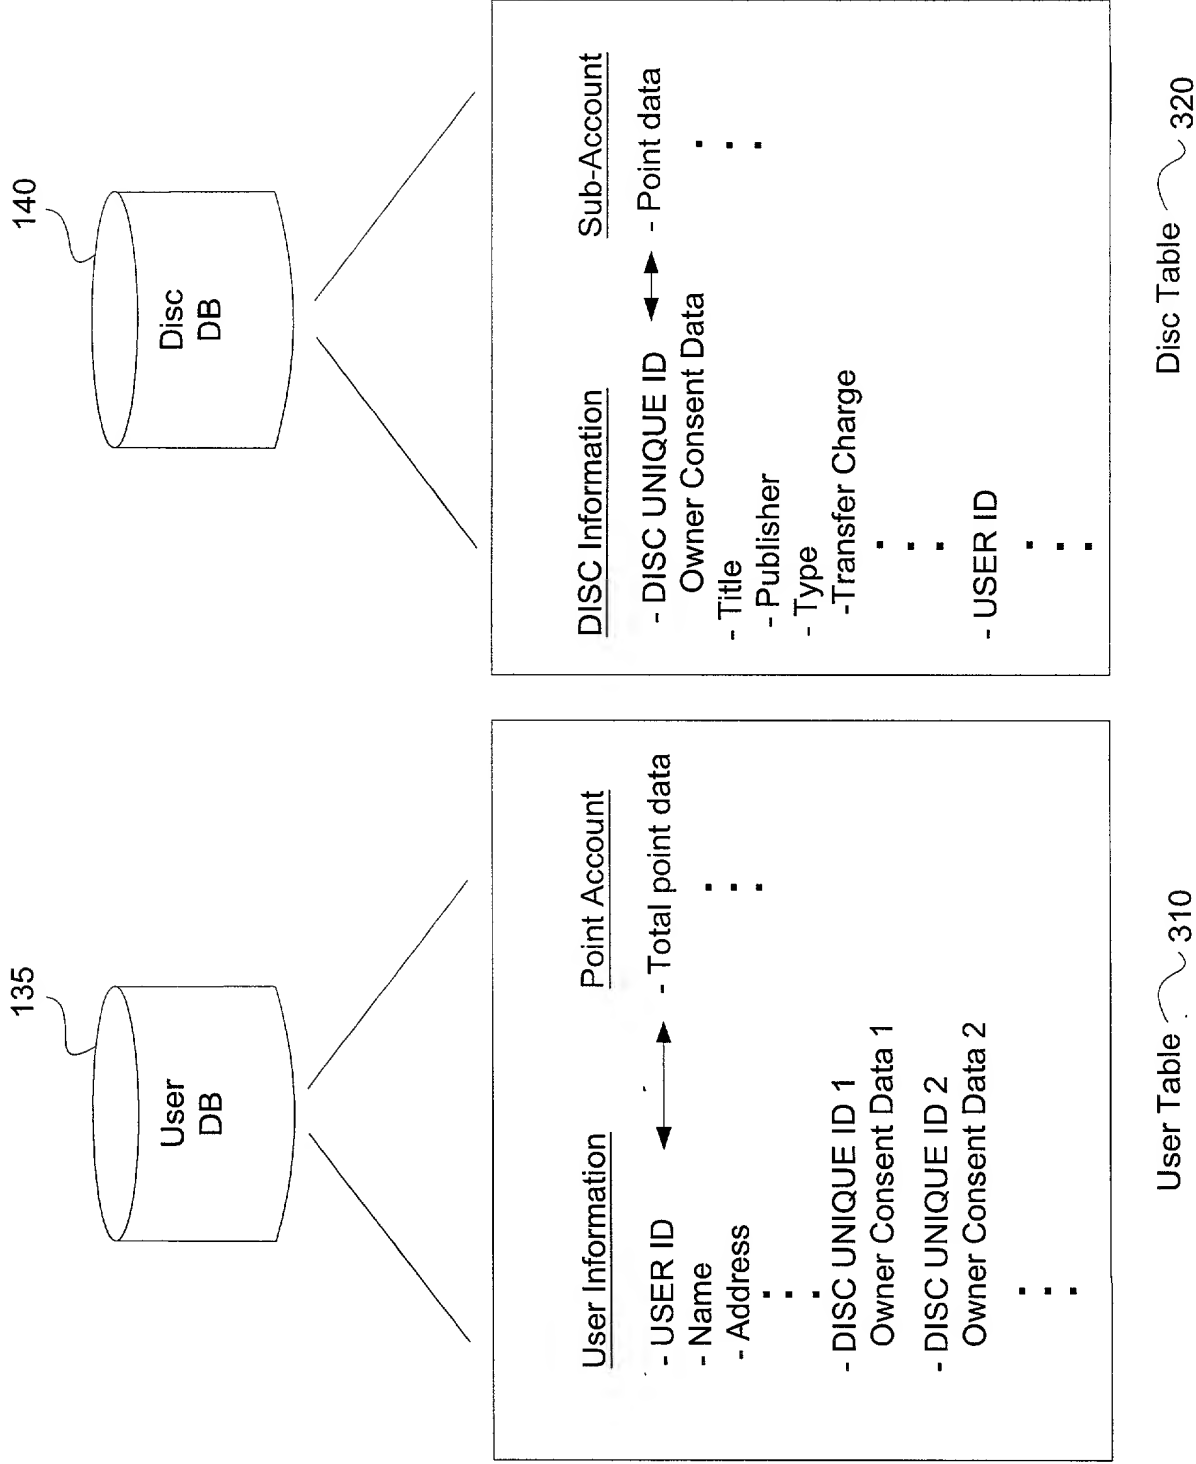 135
User
DB
User Information
Point Account
- USER ID
- Total point data
- Name
- Address
- DISC UNIQUE ID 1
Owner Consent Data 1
- DISC UNIQUE ID 2
Owner Consent Data 2
User Table 310
140
Disc
DB
DISC Information
Sub-Account
- DISC UNIQUE ID
- Point data
Owner Consent Data
- Title
- Publisher
- Type
-Transfer Charge
- USER ID
Disc Table 320